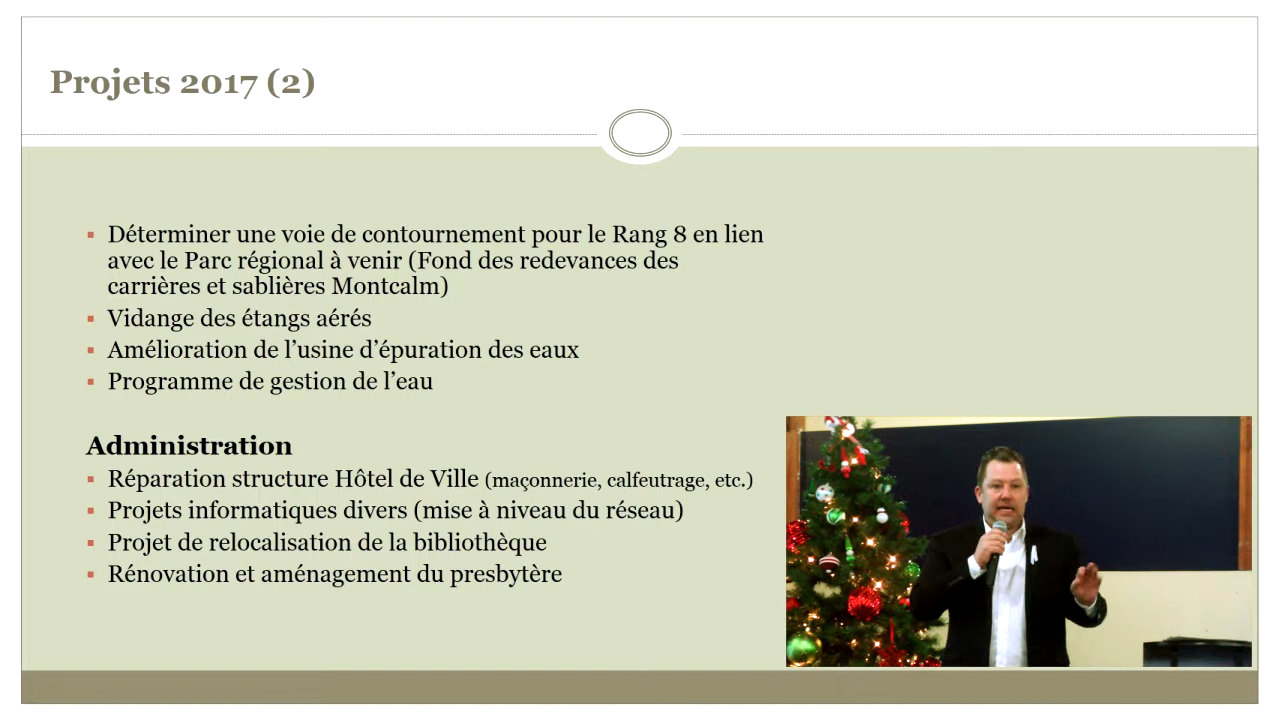 Projets 2017 (2)
▪ Déterminer une voie de contournement pour le Rang 8 en lien
avec le Parc régional à venir (Fond des redevances des
carrières et sablières Montcalm)
▪ Vidange des étangs aérés
▪ Amélioration de l’usine d’épuration des eaux
▪ Programme de gestion de l’eau
Administration
▪ Réparation structure Hôtel de Ville (maçonnerie, calfeutrage, etc.)
▪ Projets informatiques divers (mise à niveau du réseau)
▪ Projet de relocalisation de la bibliothèque
▪ Rénovation et aménagement du presbytère